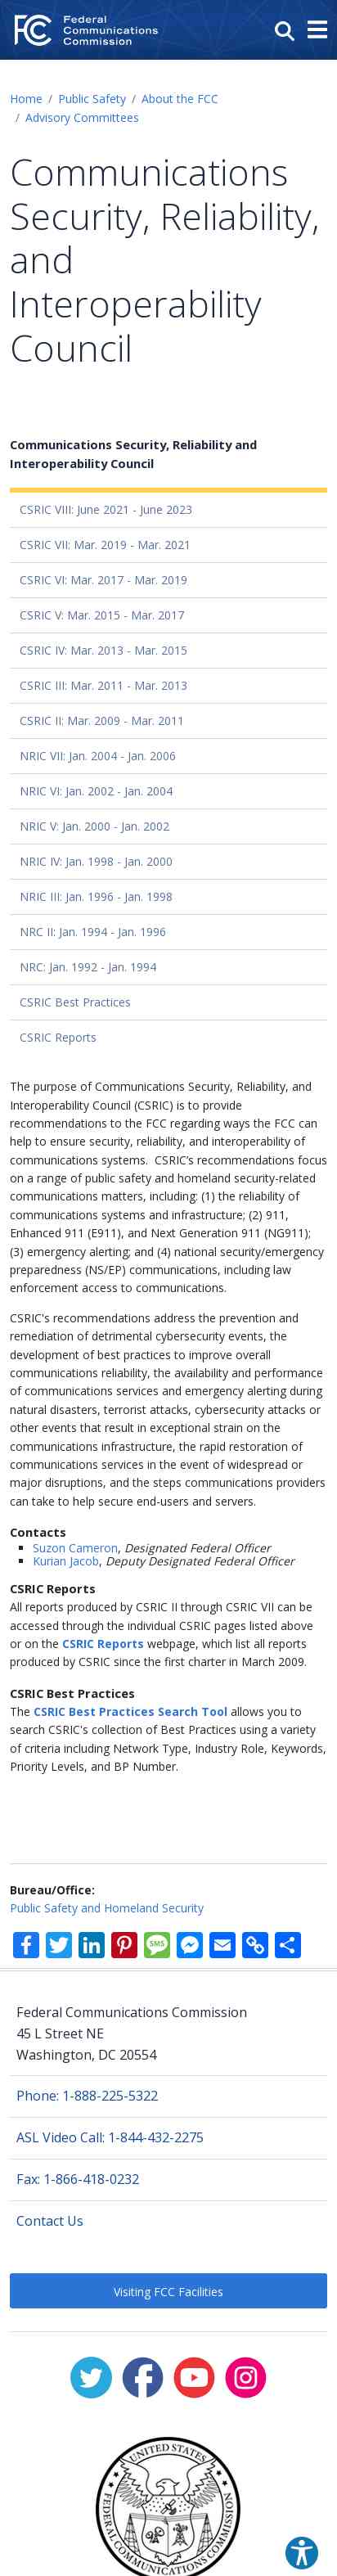 FCC Federal
Communications
Commission
Home / Public Safety / About the FCC
/ Advisory Committees
Communications
Security, Reliability,
and
Interoperability
Council
Communications Security, Reliability and
Interoperability Council
CSRIC VIII: June 2021 - June 2023
CSRIC VII: Mar. 2019 - Mar. 2021
CSRIC VI: Mar. 2017 - Mar. 2019
CSRIC V: Mar. 2015 - Mar. 2017
CSRIC IV: Mar. 2013 - Mar. 2015
CSRIC III: Mar. 2011 - Mar. 2013
CSRIC II: Mar. 2009 - Mar. 2011
NRIC VII: Jan. 2004 - Jan. 2006
NRIC VI: Jan. 2002 - Jan. 2004
NRIC V: Jan. 2000 - Jan. 2002
NRIC IV: Jan. 1998 - Jan. 2000
NRIC III: Jan. 1996 - Jan. 1998
NRC II: Jan. 1994 - Jan. 1996
NRC: Jan. 1992 - Jan. 1994
CSRIC Best Practices
CSRIC Reports
The purpose of Communications Security, Reliability, and
Interoperability Council (CSRIC) is to provide
recommendations to the FCC regarding ways the FCC can
help to ensure security, reliability, and interoperability of
communications systems.  CSRIC’s recommendations focus
on a range of public safety and homeland security-related
communications matters, including: (1) the reliability of
communications systems and infrastructure; (2) 911,
Enhanced 911 (E911), and Next Generation 911 (NG911);
(3) emergency alerting; and (4) national security/emergency
preparedness (NS/EP) communications, including law
enforcement access to communications.
CSRIC's recommendations address the prevention and
remediation of detrimental cybersecurity events, the
development of best practices to improve overall
communications reliability, the availability and performance
of communications services and emergency alerting during
natural disasters, terrorist attacks, cybersecurity attacks or
other events that result in exceptional strain on the
communications infrastructure, the rapid restoration of
communications services in the event of widespread or
major disruptions, and the steps communications providers
can take to help secure end-users and servers.
Contacts
Suzon Cameron, Designated Federal Officer
Kurian Jacob, Deputy Designated Federal Officer
CSRIC Reports
All reports produced by CSRIC II through CSRIC VII can be
accessed through the individual CSRIC pages listed above
or on the CSRIC Reports webpage, which list all reports
produced by CSRIC since the first charter in March 2009.
CSRIC Best Practices
The CSRIC Best Practices Search Tool allows you to
search CSRIC's collection of Best Practices using a variety
of criteria including Network Type, Industry Role, Keywords,
Priority Levels, and BP Number.
Bureau/Office:
Public Safety and Homeland Security
SMS
Federal Communications Commission
45 L Street NE
Washington, DC 20554
Phone: 1-888-225-5322
ASL Video Call: 1-844-432-2275
Fax: 1-866-418-0232
Contact Us
Visiting FCC Facilities
UNITED STATES
FEDERAL COMMUNICATIONS COMMISSION